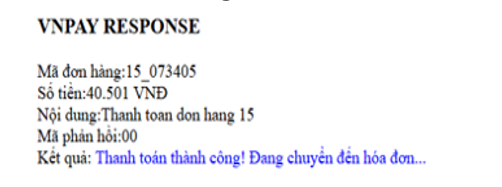 VNPAY RESPONSE
Mã đơn hàng:15_073405
Số tiền:40.501 VNĐ
Nội dung:Thanh toan don hang 15
Mã phản hồi:00
Kết quả: Thanh toán thành công! Đang chuyển đến hóa đơn...